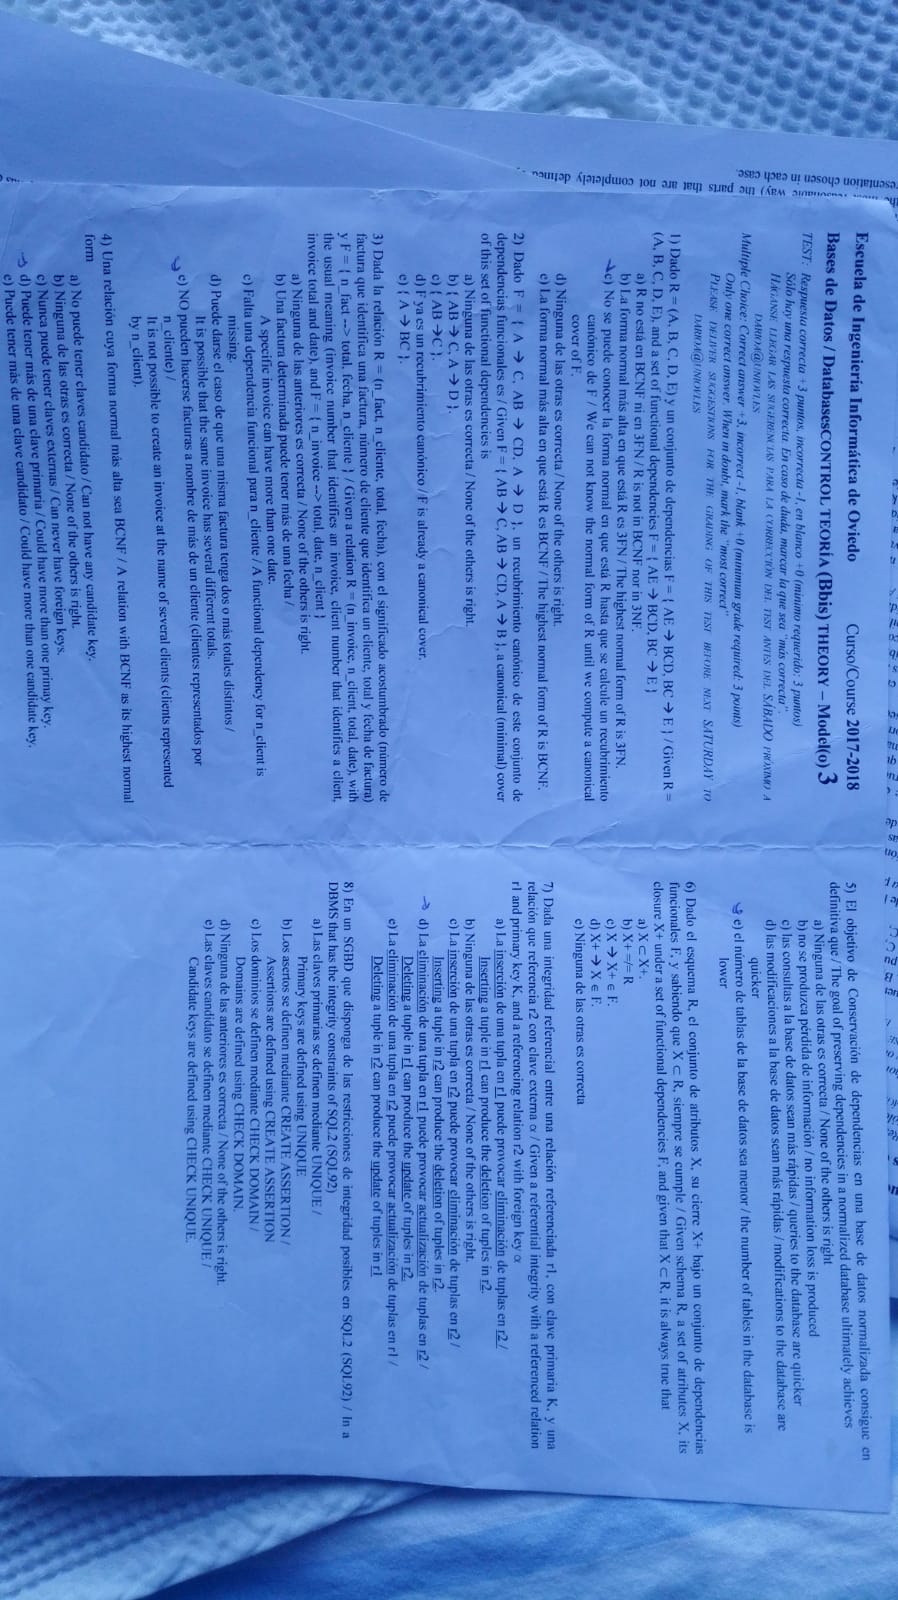 Escuela de Ingeniería Informática de Oviedo Curso/Course 2017-2018
Bases de Datos / DatabasesCONTROL TEORÍA (Bbis) THEORY – Model(o) 3
TEST: Respuesta correcta +3 puntos, incorrecta -1, en blanco +0 (mínimo requerido: 3 puntos)
Sólo hay una respuesta correcta. En caso de duda, marcar la que sea "más correcta".
HÁGANSE LLEGAR LAS SUGERENCIAS PARA LA CORRECCIÓN DEL TEST ANTES DEL SÁBADO PRÓXIMO A
DARIOA@UNIOVI.ES
Multiple Choice: Correct answer +3, incorrect -1, blank +0 (minimum grade required: 3 points)
Only one correct answer. When in doubt, mark the "most correct"
PLEASE DELIVER SUGGESTIONS FOR THE GRADING OF THIS TEST BEFORE NEXT SATURDAY TO
DARIOA@UNIOVI.ES
1) Dado R = (A, B, C, D, E) y un conjunto de dependencias F = { AE → BCD, BC → E } / Given R =
(A, B, C, D, E), and a set of functional dependencies F = { AE → BCD, BC → E }
a) R no está en BCNF ni en 3FN / R is not in BCNF nor in 3NF.
b) La forma normal más alta en que está R es 3FN / The highest normal form of R is 3FN.
c) No se puede conocer la forma normal en que está R hasta que se calcule un recubrimiento
canónico de F / We can not know the normal form of R until we compute a canonical
cover of F.
d) Ninguna de las otras es correcta / None of the others is right.
e) La forma normal más alta en que está R es BCNF / The highest normal form of R is BCNF.
2) Dado F = { A → C, AB → CD, A → D }, un recubrimiento canónico de este conjunto de
dependencias funcionales es / Given F = { AB → C, AB → CD, A → B }, a canonical (minimal) cover
of this set of functional dependencies is
a) Ninguna de las otras es correcta / None of the others is right.
b) { AB → C, A → D }.
c) { AB →C }.
d) F ya es un recubrimiento canónico / F is already a canonical cover.
e) { A → BC }.
3) Dada la relación R = (n_fact, n_cliente, total, fecha), con el significado acostumbrado (número de
factura que identifica una factura, número de cliente que identifica un cliente, total y fecha de factura)
y F = { n_fact --> total, fecha, n_cliente } / Given a relation R = (n_invoice, n_client, total, date), with
the usual meaning (invoice number that identifies an invoice, client number that identifies a client,
invoice total and date), and F = { n_invoice --> total, date, n_client }
a) Ninguna de las anteriores es correcta / None of the others is right.
b) Una factura determinada puede tener más de una fecha /
A specific invoice can have more than one date.
c) Falta una dependencia funcional para n_cliente / A functional dependency for n_client is
missing.
d) Puede darse el caso de que una misma factura tenga dos o más totales distintos /
It is possible that the same invoice has several different totals.
e) NO pueden hacerse facturas a nombre de más de un cliente (clientes representados por
n_cliente) /
It is not possible to create an invoice at the name of several clients (clients represented
by n_client).
4) Una relación cuya forma normal más alta sea BCNF / A relation with BCNF as its highest normal
form
a) No puede tener claves candidato / Can not have any candidate key.
b) Ninguna de las otras es correcta / None of the others is right.
c) Nunca puede tener claves externas / Can never have foreign keys.
d) Puede tener más de una clave primaria / Could have more than one primay key.
e) Puede tener más de una clave candidato / Could have more than one candidate key.
5) El objetivo de Conservación de dependencias en una base de datos normalizada consigue en
definitiva que / The goal of preserving dependencies in a normalized database ultimately achieves
a) Ninguna de las otras es correcta / None of the others is right
b) no se produzca pérdida de información / no information loss is produced
c) las consultas a la base de datos sean más rápidas / queries to the database are quicker
d) las modificaciones a la base de datos sean más rápidas / modifications to the database are
quicker
e) el número de tablas de la base de datos sea menor / the number of tables in the database is
lower
6) Dado el esquema R, el conjunto de atributos X, su cierre X+ bajo un conjunto de dependencias
funcionales F, y sabiendo que X ⊂ R, siempre se cumple / Given schema R, a set of atributes X, its
closure X+ under a set of functional dependencies F, and given that X ⊂ R, it is always true that
a) X ⊂ X+.
b) X+ =/= R
c) X → X+ ∈ F.
d) X+ → X ∈ F.
e) Ninguna de las otras es correcta
7) Dada una integridad referencial entre una relación referenciada r1, con clave primaria K, y una
relación que referencia r2 con clave externa α / Given a referential integrity with a referenced relation
r1 and primary key K, and a referencing relation r2 with foreign key α
a) La inserción de una tupla en r1 puede provocar eliminación de tuplas en r2 /
Inserting a tuple in r1 can produce the deletion of tuples in r2.
b) Ninguna de las otras es correcta / None of the others is right.
c) La inserción de una tupla en r2 puede provocar eliminación de tuplas en r2 /
Inserting a tuple in r2 can produce the deletion of tuples in r2.
d) La eliminación de una tupla en r1 puede provocar actualización de tuplas en r2 /
Deleting a tuple in r1 can produce the update of tuples in r2.
e) La eliminación de una tupla en r2 puede provocar actualización de tuplas en r1 /
Deleting a tuple in r2 can produce the update of tuples in r1
8) En un SGBD que disponga de las restricciones de integridad posibles en SQL2 (SQL92) / In a
DBMS that has the integrity constraints of SQL2 (SQL92)
a) Las claves primarias se definen mediante UNIQUE /
Primary keys are defined using UNIQUE
b) Los asertos se definen mediante CREATE ASSERTION /
Assertions are defined using CREATE ASSERTION
c) Los dominios se definen mediante CHECK DOMAIN /
Domains are defined using CHECK DOMAIN.
d) Ninguna de las anteriores es correcta / None of the others is right.
e) Las claves candidato se definen mediante CHECK UNIQUE /
Candidate keys are defined using CHECK UNIQUE.
way) the parts that are not completely
esentation chosen in each case.